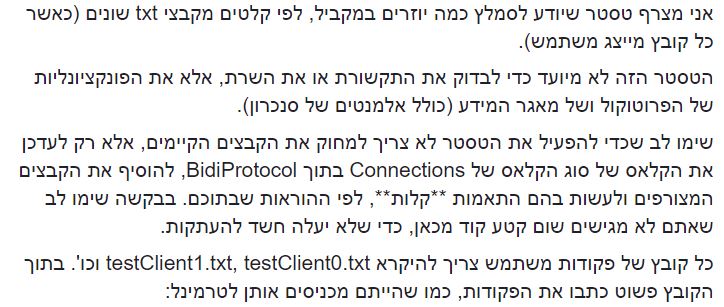 אני מצרף טסטר שיודע לסמלץ כמה יוזרים במקביל, לפי קלטים מקבצי txt שונים (כאשר
כל קובץ מייצג משתמש).
הטסטר הזה לא מיועד כדי לבדוק את התקשורת או את השרת, אלא את הפונקציונליות
של הפרוטוקול ושל מאגר המידע (כולל אלמנטים של סנכרון).
שימו לב שכדי להפעיל את הטסטר לא צריך למחוק את הקבצים הקיימים, אלא רק לעדכן
את הקלאס של סוג הקלאס של Connections בתוך BidiProtocol, להוסיף את הקבצים
המצורפים ולעשות בהם התאמות **קלות**, לפי ההוראות שבתוכם. בבקשה שימו לב
שאתם לא מגישים שום קטע קוד מכאן, כדי שלא יעלה חשד להעתקות.
כל קובץ של פקודות משתמש צריך להיקרא testClient1.txt, testClient0.txt וכו'. בתוך
הקובץ פשוט כתבו את הפקודות, כמו שהייתם מכניסים אותן לטרמינל: